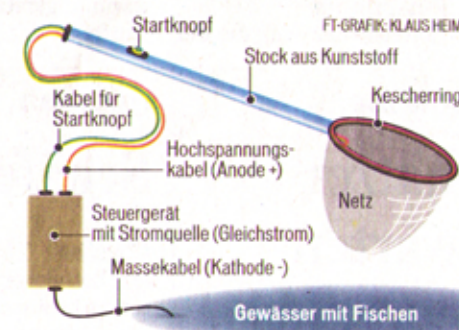 Startknopf
FT-GRAFIK: KLAUS HEIM
Stock aus Kunststoff
Kabel für
Startknopf
Kescherring
Hochspannungs-
kabel (Anode +)
Netz
Steuergerät
mit Stromquelle (Gleichstrom)
Massekabel (Kathode -)
Gewässer mit Fischen